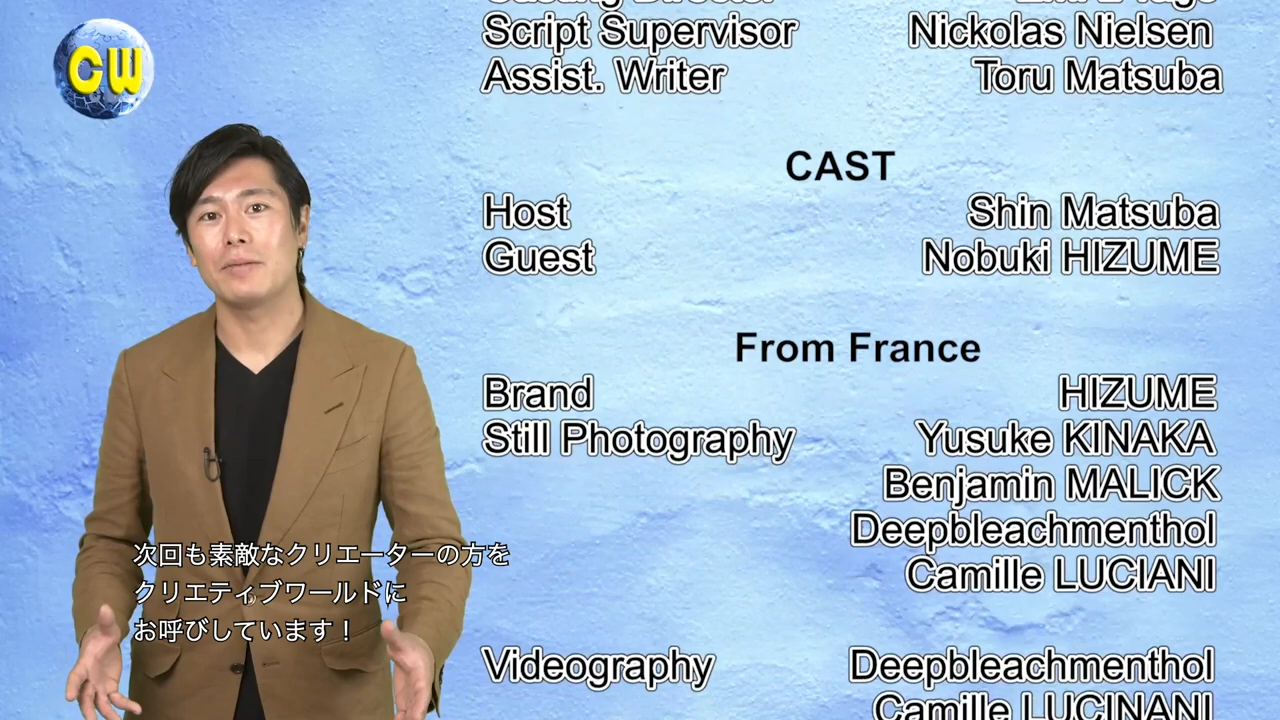 CW
Script Supervisor Nickolas Nielsen
Assist. Writer Toru Matsuba
CAST
Host Shin Matsuba
Guest Nobuki HIZUME
From France
Brand HIZUME
Still Photography Yusuke KINAKA
Benjamin MALICK
Deepbleachmenthol
Camille LUCIANI
次回も素敵なクリエーターの方を
クリエティブワールドに
お呼びしています！
Videography Deepbleachmenthol
Camille LUCINANI